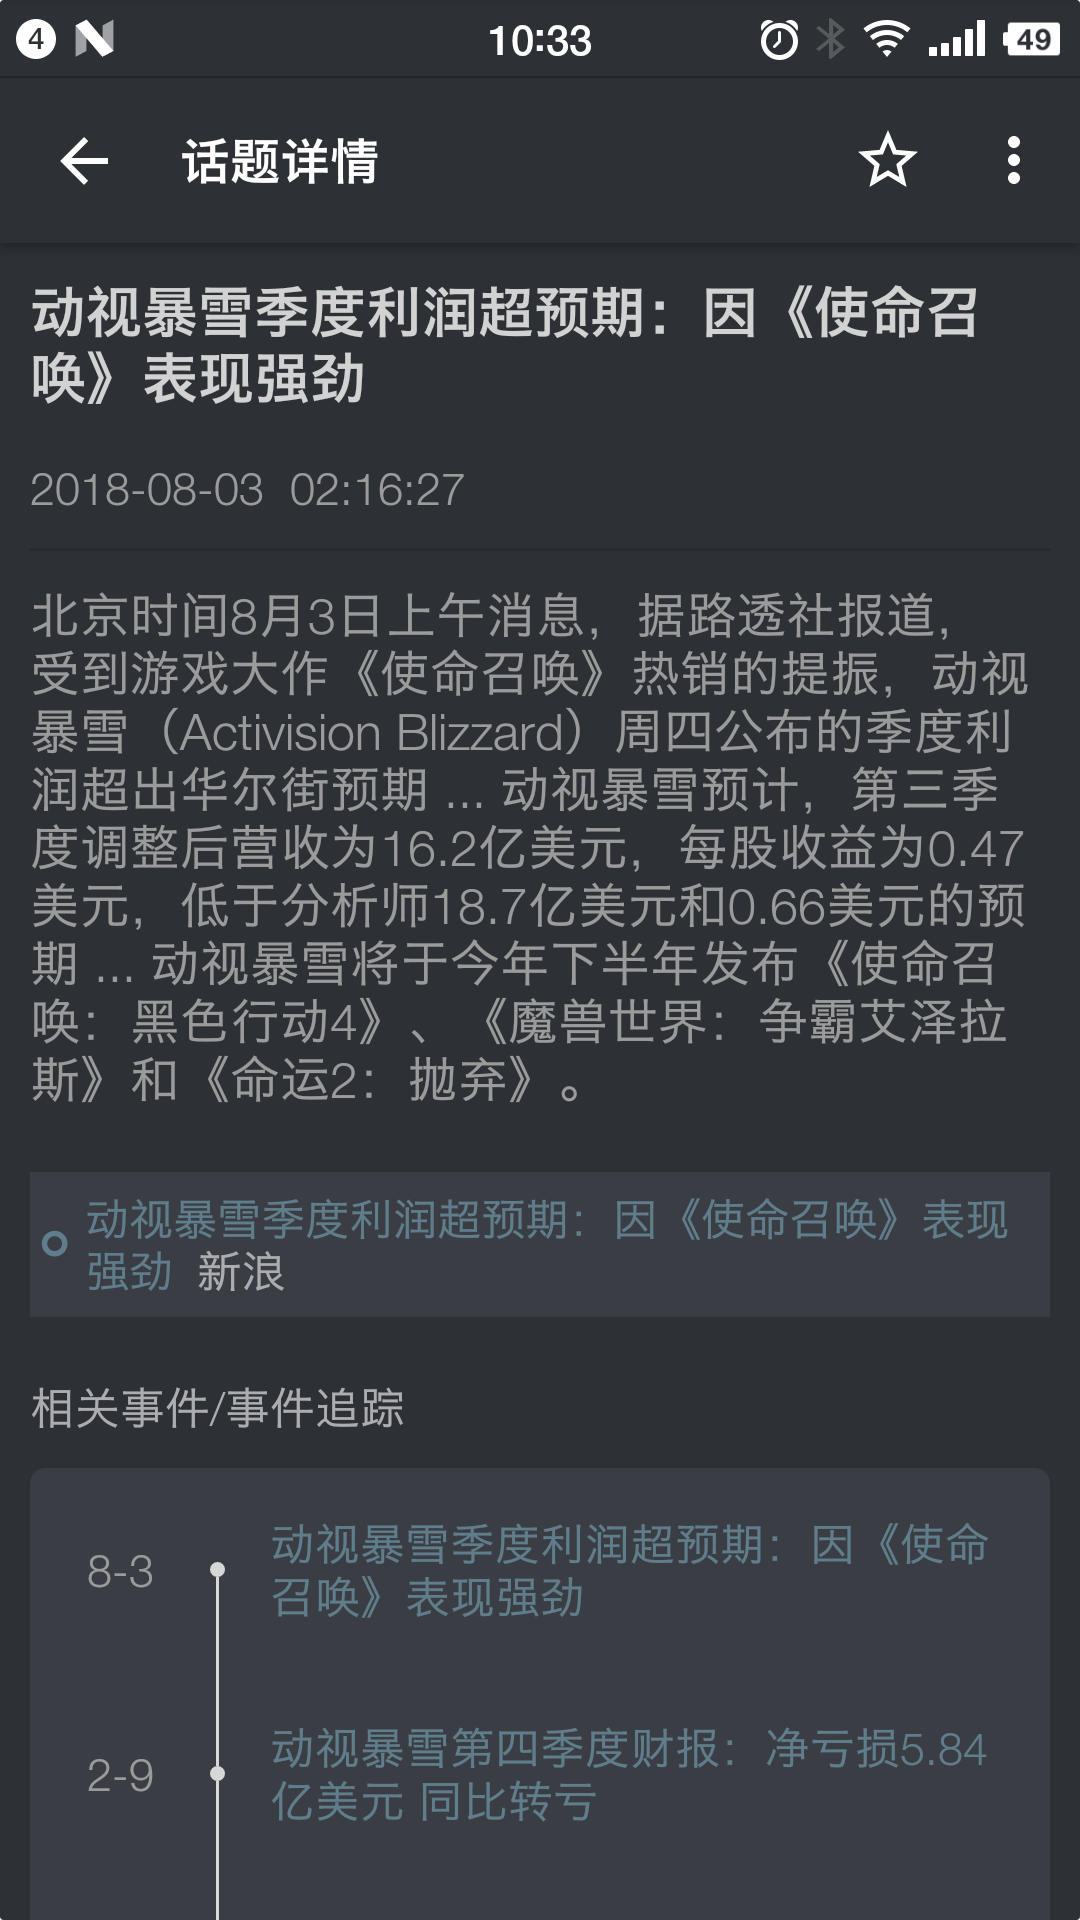 4
10:33
49
话题详情
动视暴雪季度利润超预期：因《使命召
唤》表现强劲
2018-08-03 02:16:27
北京时间8月3日上午消息，据路透社报道，
受到游戏大作《使命召唤》热销的提振，动视
暴雪（Activision Blizzard）周四公布的季度利
润超出华尔街预期 ... 动视暴雪预计，第三季
度调整后营收为16.2亿美元，每股收益为0.47
美元，低于分析师18.7亿美元和0.66美元的预
期 ... 动视暴雪将于今年下半年发布《使命召
唤：黑色行动4》、《魔兽世界：争霸艾泽拉
斯》和《命运2：抛弃》。
动视暴雪季度利润超预期：因《使命召唤》表现
强劲 新浪
相关事件/事件追踪
8-3
动视暴雪季度利润超预期：因《使命
召唤》表现强劲
2-9
动视暴雪第四季度财报：净亏损5.84
亿美元 同比转亏